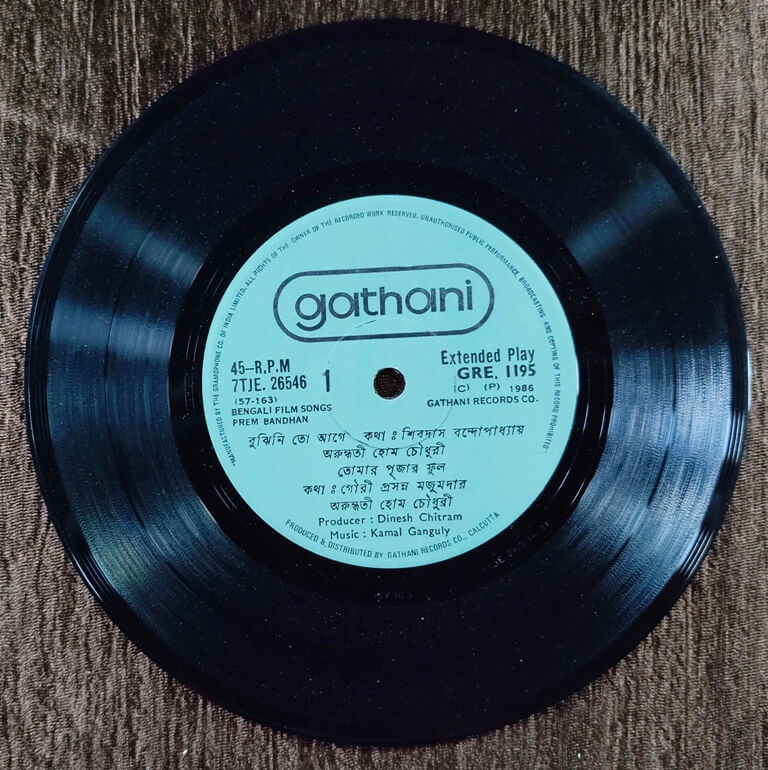 "MANUFACTURED BY THE GRAMOPHONE CO. OF INDIA LIMITED. ALL RIGHTS OF THE OWNER OF THE RECORDED WORK RESERVED. UNAUTHORISED PUBLIC PERFORMANCE, BROADCASTING AND COPYING OF THIS RECORD PROHIBITED."
gathani
45-R.P.M
7TJE. 26546 1
(57-163)
BENGALI FILM SONGS
PREM BANDHAN
Extended Play
GRE. 1195
(C) (P) 1986
GATHANI RECORDS CO.
বুঝিনি তো আগে কথা : শিবদাস বন্দোপাধ্যায়
অরুন্ধতী হোম চৌধুরী
তোমার পূজার ফুল
কথা : গৌরী প্রসন্ন মজুমদার
অরুন্ধতী হোম চৌধুরী
Producer : Dinesh Chitram
Music : Kamal Ganguly
PRODUCED & DISTRIBUTED BY GATHANI RECORDS CO., CALCUTTA